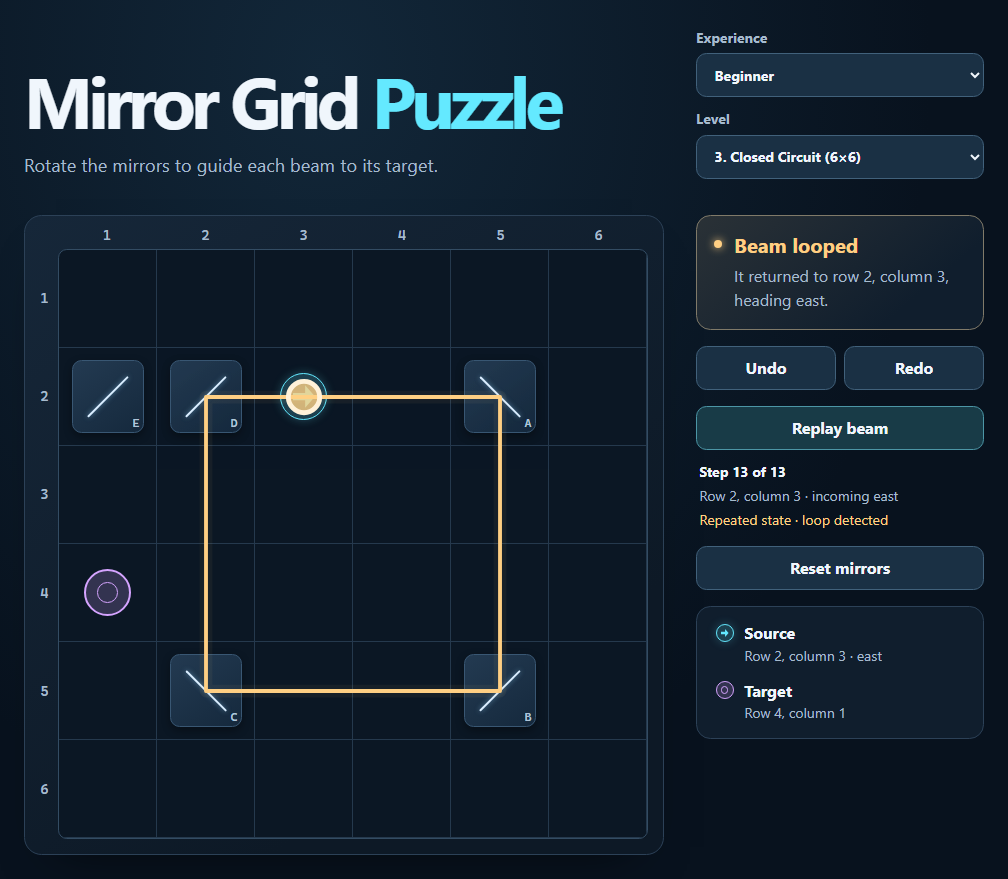 Mirror Grid Puzzle
Rotate the mirrors to guide each beam to its target.
Experience
Beginner
Level
3. Closed Circuit (6×6)
1 2 3 4 5 6
1
2
E D A
3
4
5
C B
6
Beam looped
It returned to row 2, column 3,
heading east.
Undo Redo
Replay beam
Step 13 of 13
Row 2, column 3 · incoming east
Repeated state · loop detected
Reset mirrors
Source
Row 2, column 3 · east
Target
Row 4, column 1